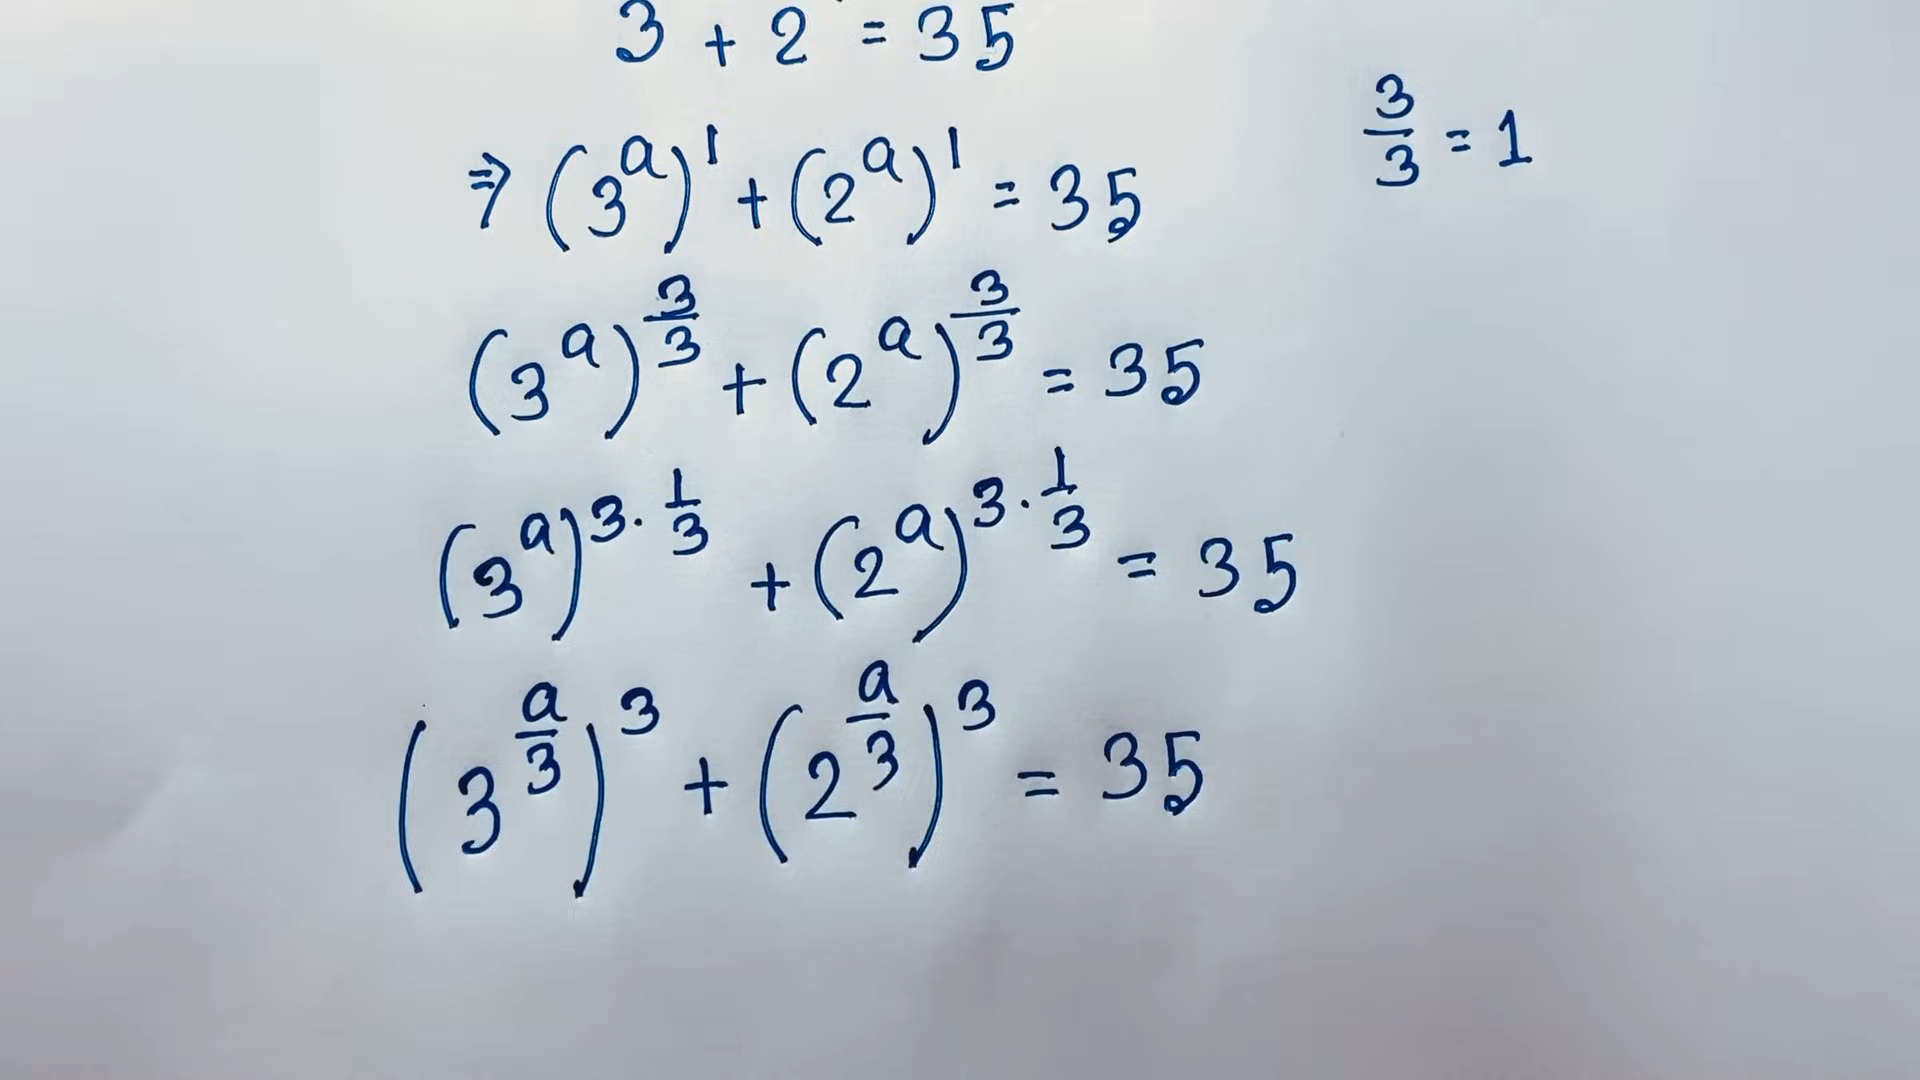 3 + 2 = 35
3/3 = 1
⇒ (3^a)^1 + (2^a)^1 = 35
(3^a)^(3/3) + (2^a)^(3/3) = 35
(3^a)^(3·1/3) + (2^a)^(3·1/3) = 35
(3^(a/3))^3 + (2^(a/3))^3 = 35